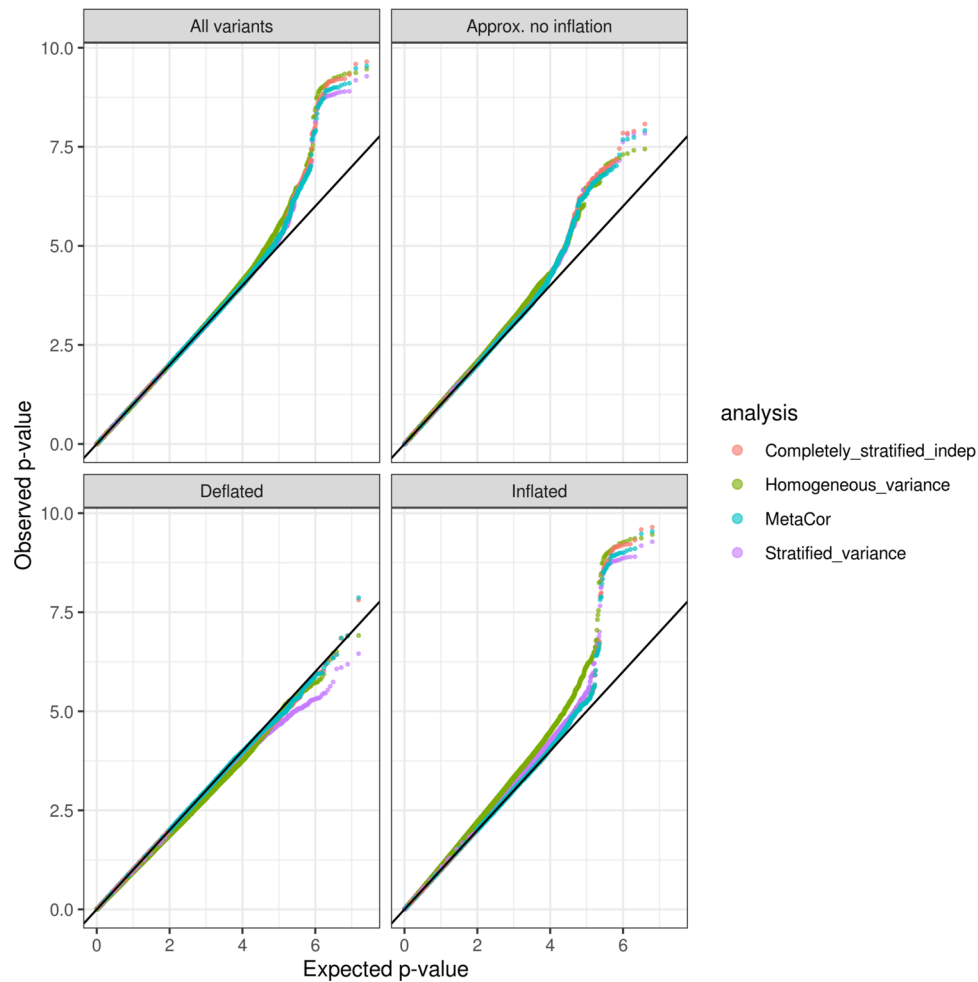 All variants
Approx. no inflation
10.0
7.5
5.0
2.5
0.0
Deflated
Inflated
10.0
7.5
5.0
2.5
0.0
0 2 4 6
0 2 4 6
Expected p-value
Observed p-value
analysis
Completely_stratified_indep
Homogeneous_variance
MetaCor
Stratified_variance